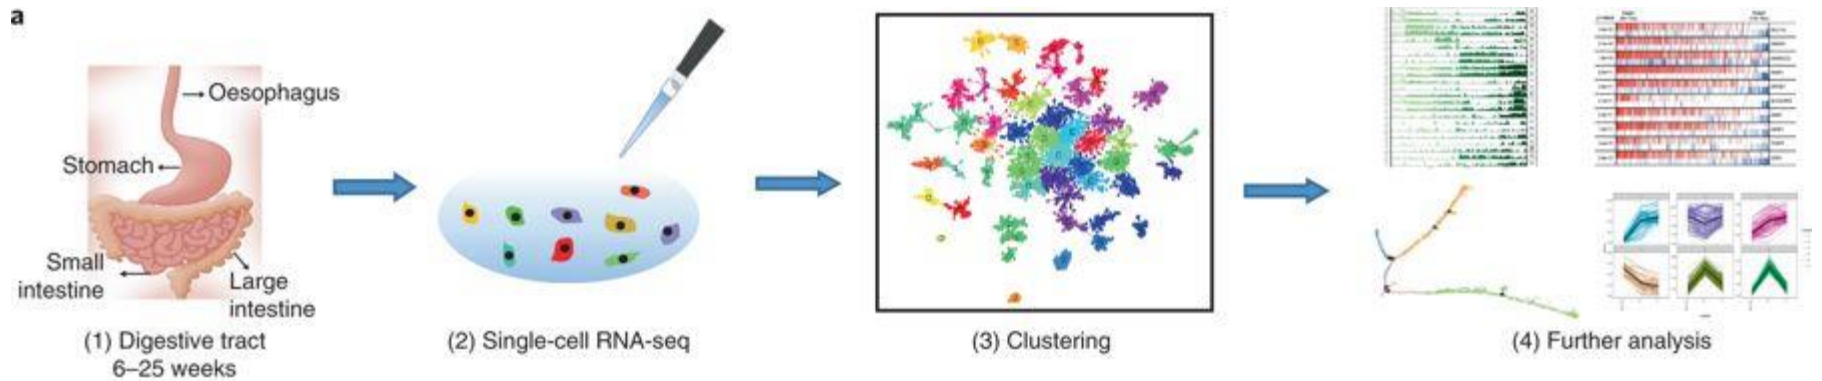 a
Oesophagus
Stomach
Small
intestine
Large
intestine
(1) Digestive tract
6–25 weeks
(2) Single-cell RNA-seq
(3) Clustering
(4) Further analysis